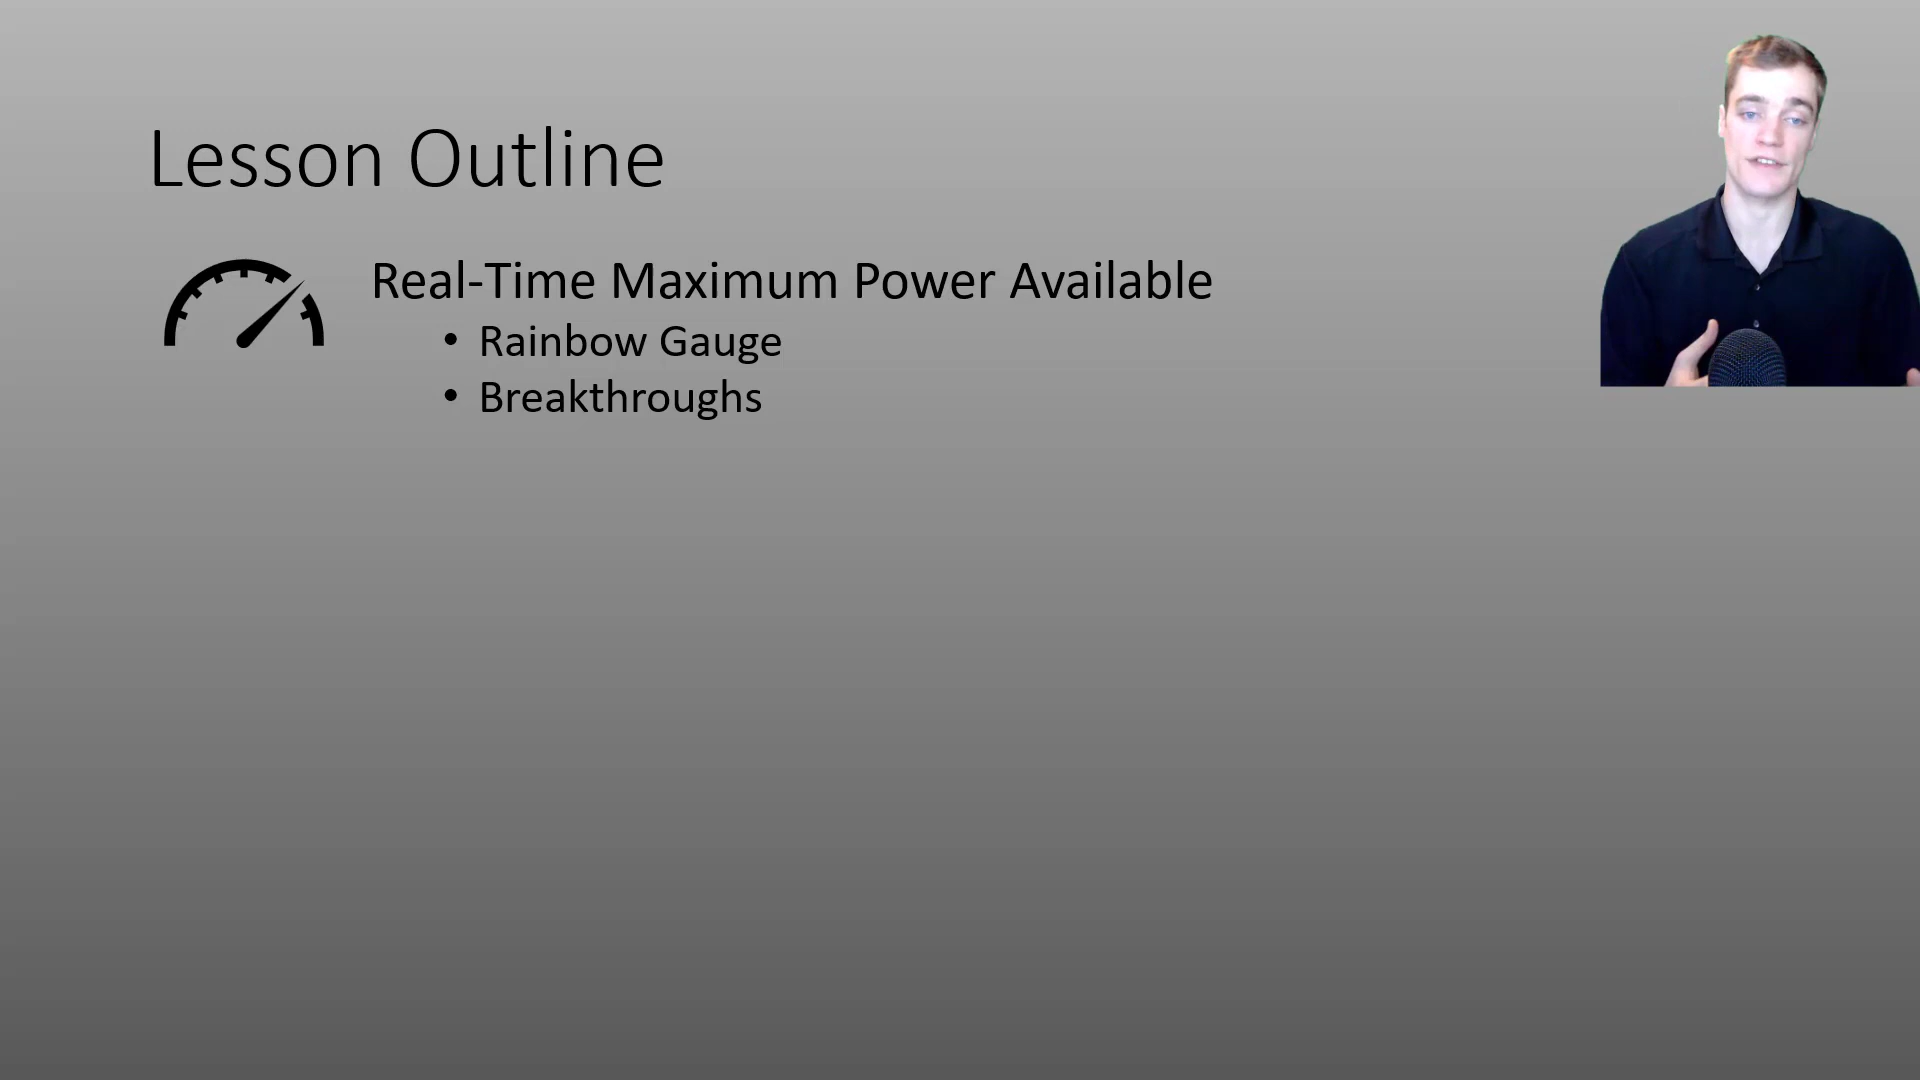 Lesson Outline
Real-Time Maximum Power Available
• Rainbow Gauge
• Breakthroughs